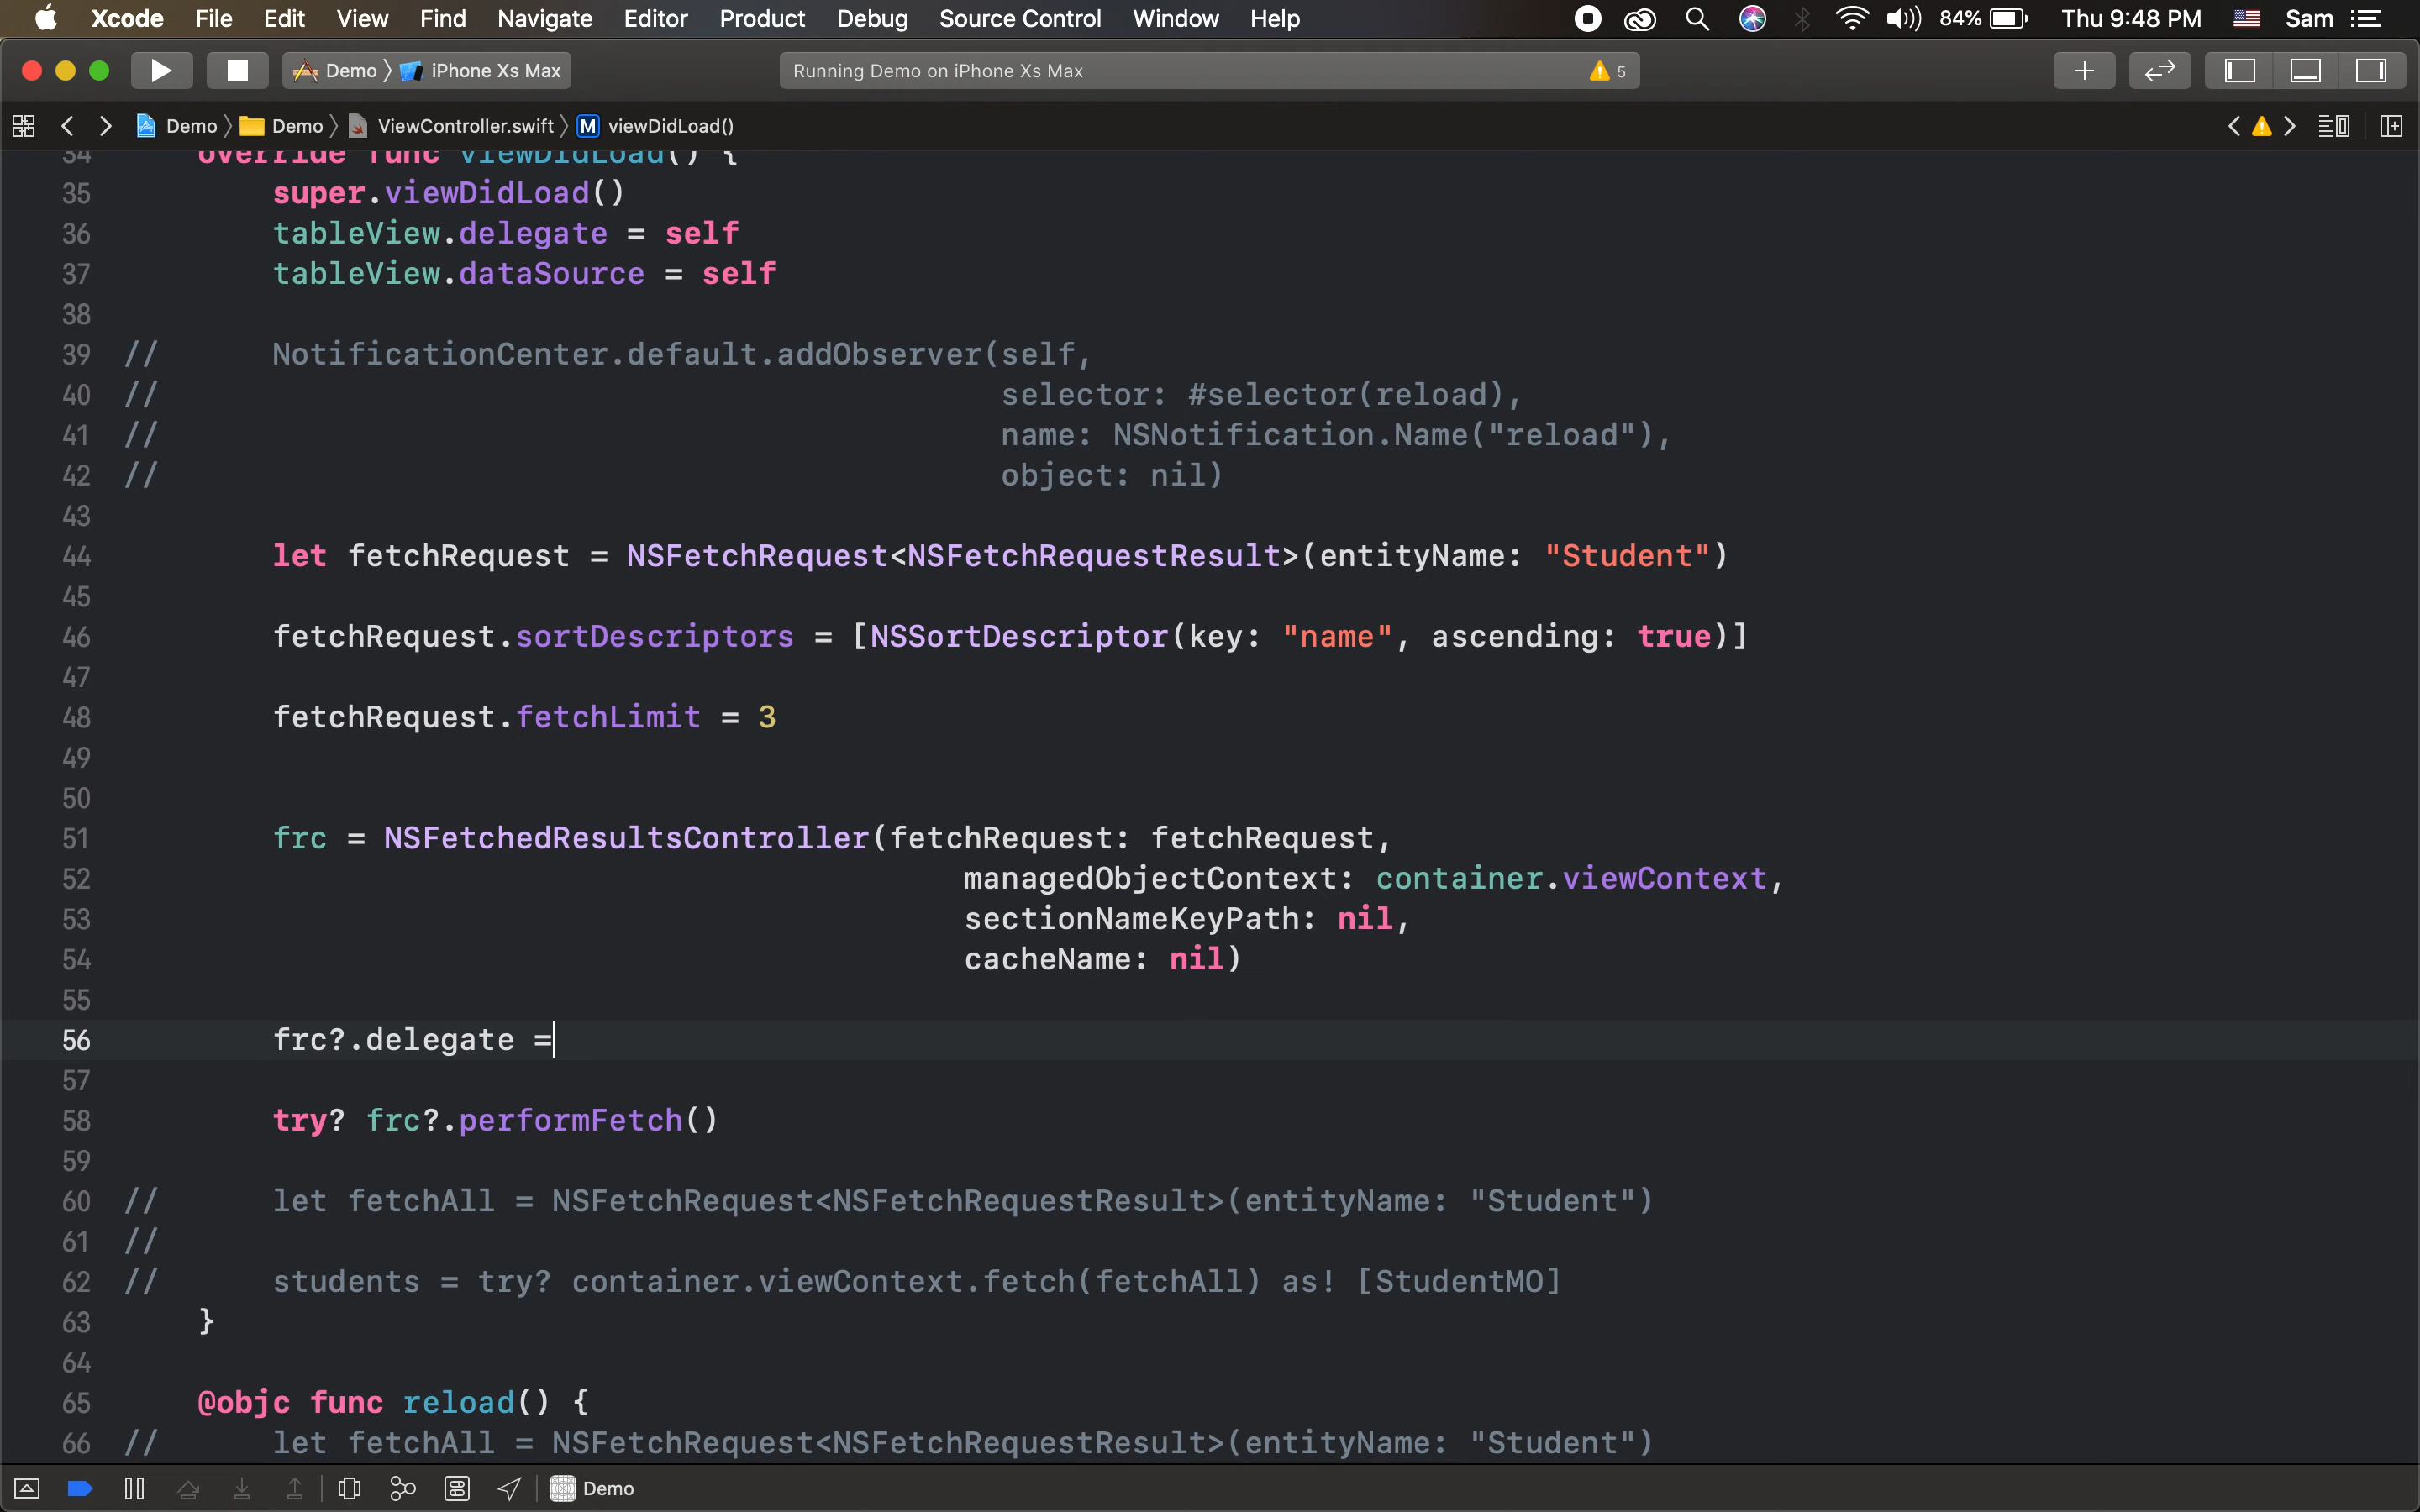 Xcode File Edit View Find Navigate Editor Product Debug Source Control Window Help 84% Thu 9:48 PM Sam
Demo iPhone Xs Max Running Demo on iPhone Xs Max 5
Demo Demo ViewController.swift M viewDidLoad()
34 override func viewDidLoad() {
35 super.viewDidLoad()
36 tableView.delegate = self
37 tableView.dataSource = self
38
39 // NotificationCenter.default.addObserver(self,
40 // selector: #selector(reload),
41 // name: NSNotification.Name("reload"),
42 // object: nil)
43
44 let fetchRequest = NSFetchRequest<NSFetchRequestResult>(entityName: "Student")
45
46 fetchRequest.sortDescriptors = [NSSortDescriptor(key: "name", ascending: true)]
47
48 fetchRequest.fetchLimit = 3
49
50
51 frc = NSFetchedResultsController(fetchRequest: fetchRequest,
52 managedObjectContext: container.viewContext,
53 sectionNameKeyPath: nil,
54 cacheName: nil)
55
56 frc?.delegate =
57
58 try? frc?.performFetch()
59
60 // let fetchAll = NSFetchRequest<NSFetchRequestResult>(entityName: "Student")
61 //
62 // students = try? container.viewContext.fetch(fetchAll) as! [StudentMO]
63 }
64
65 @objc func reload() {
66 // let fetchAll = NSFetchRequest<NSFetchRequestResult>(entityName: "Student")
Demo